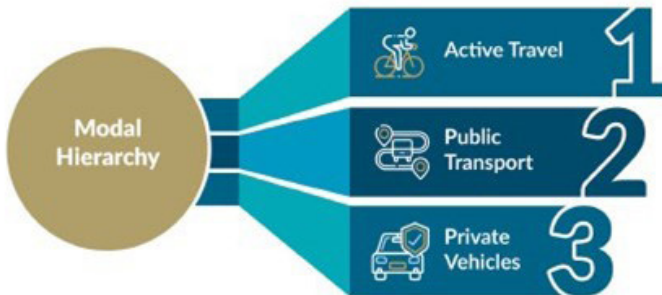 Modal
Hierarchy
Active Travel
1
Public
Transport
2
Private
Vehicles
3